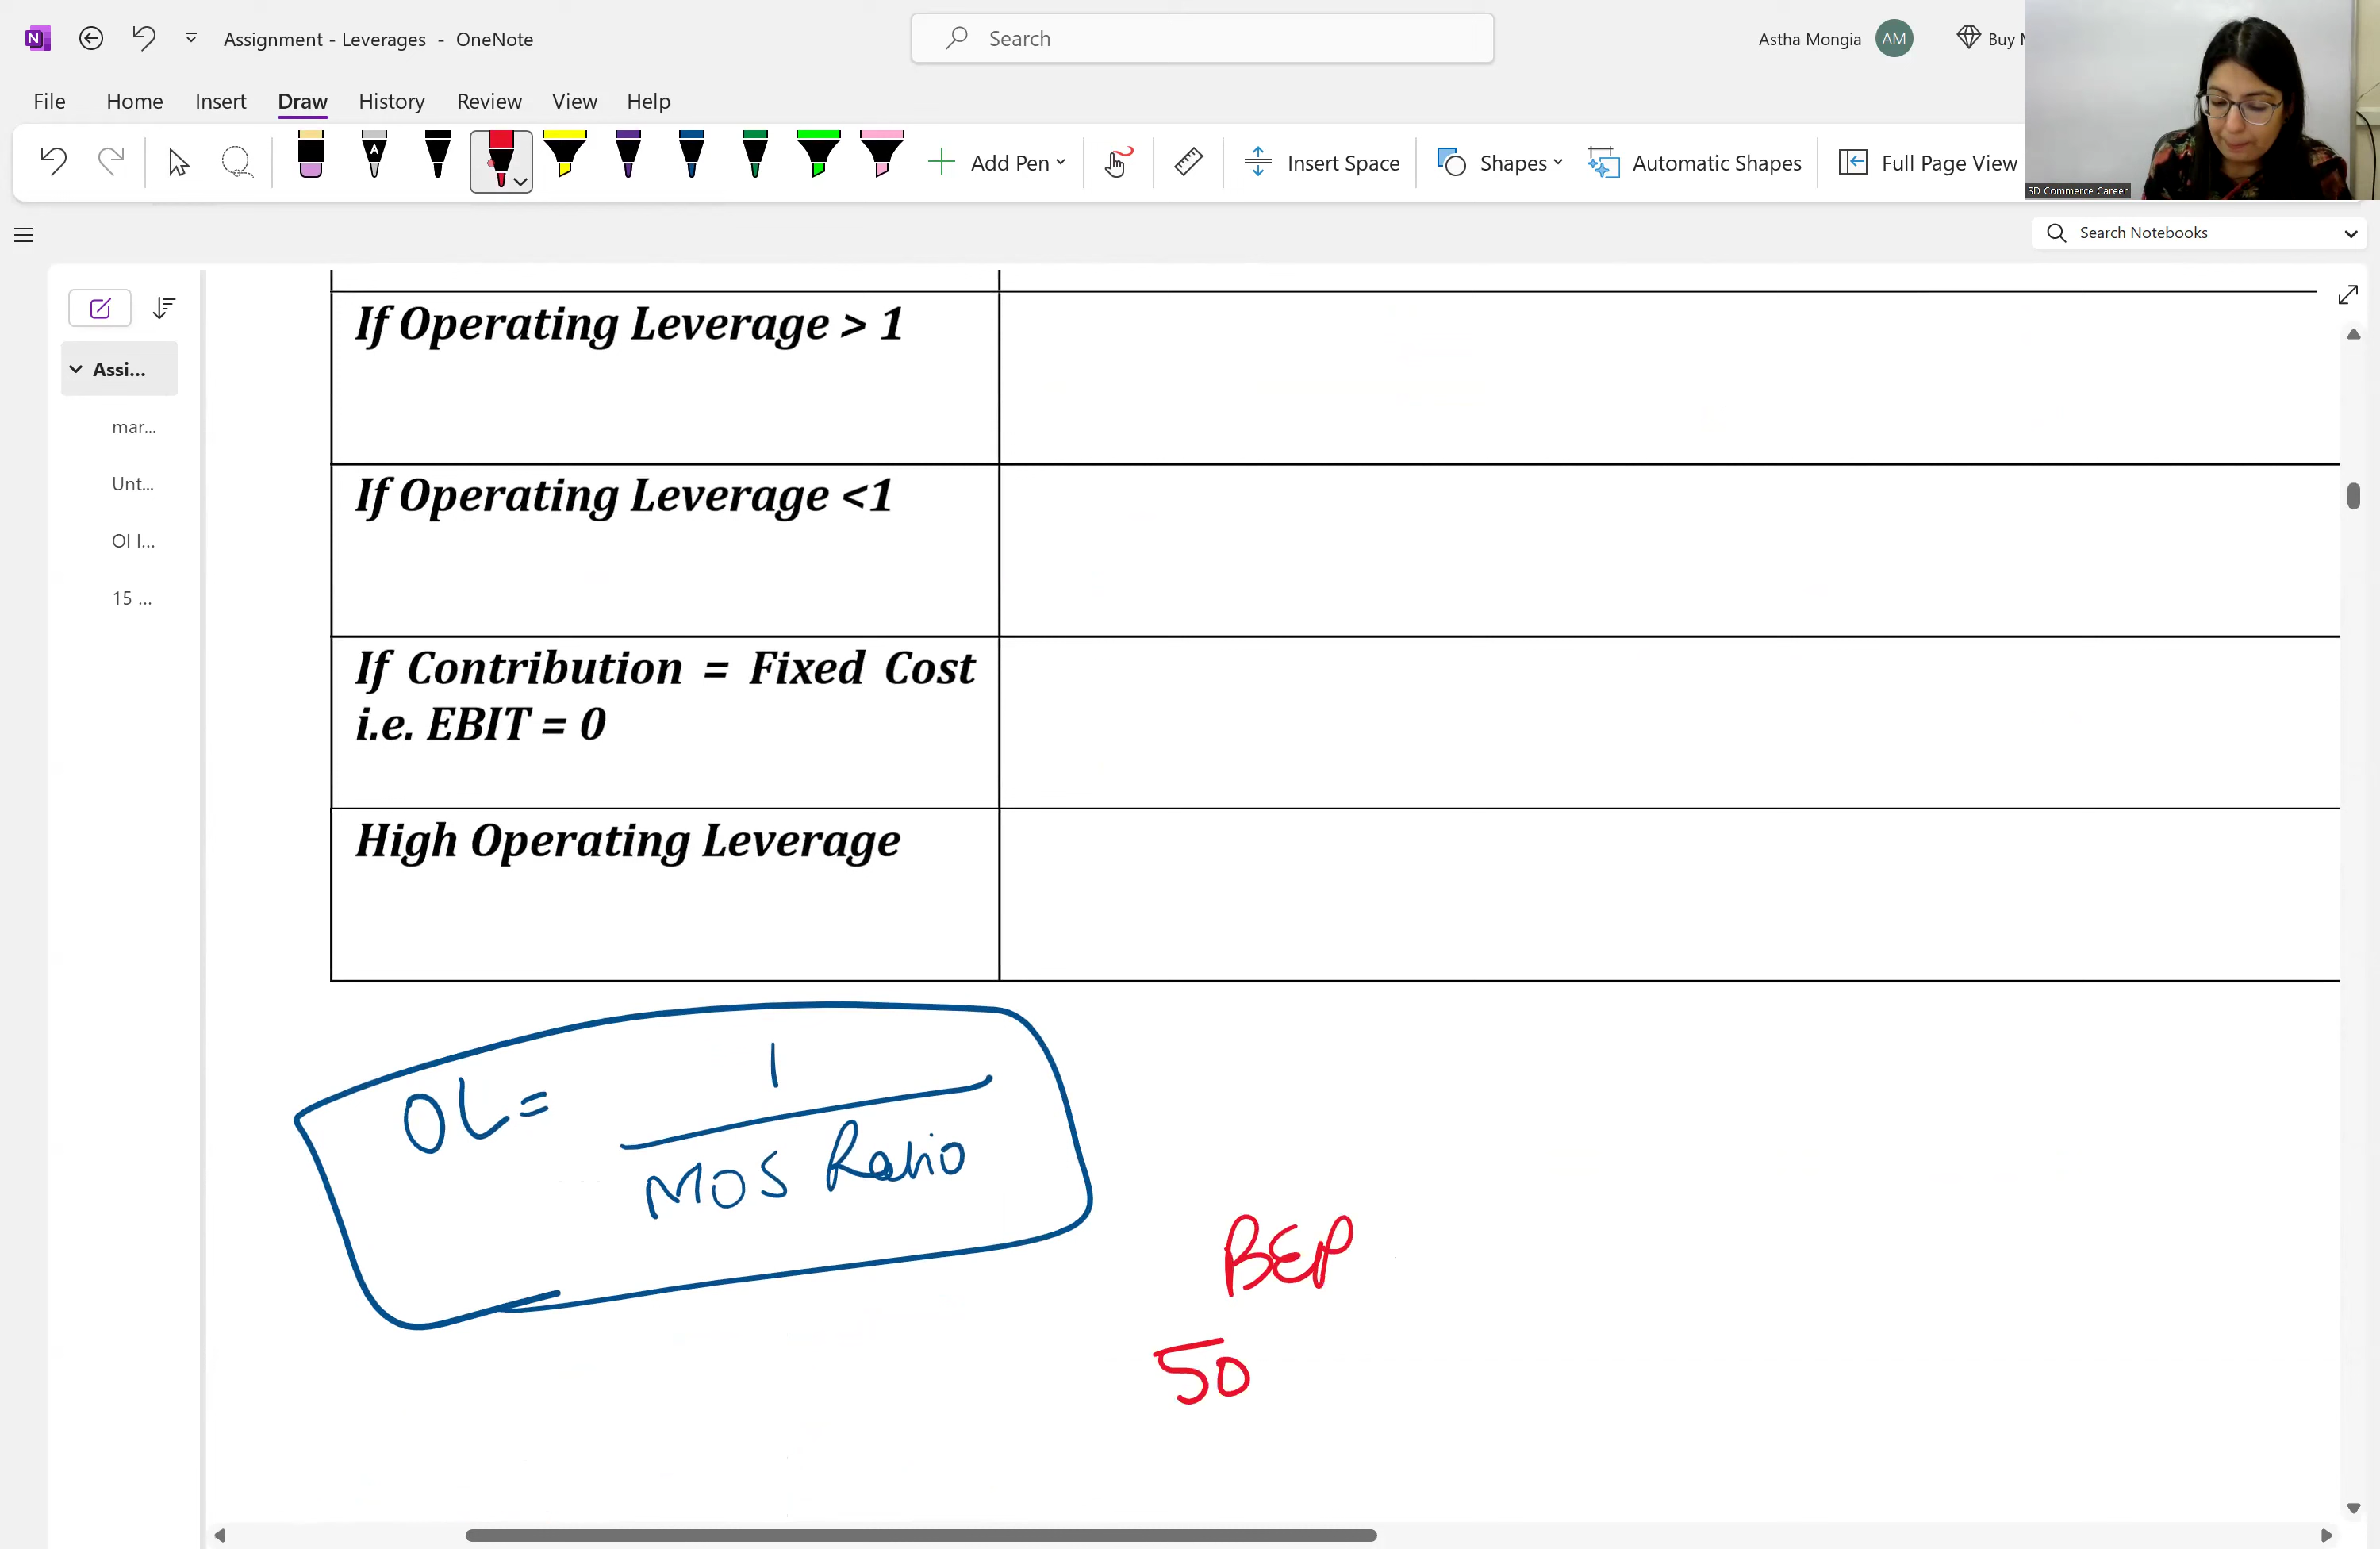 Assignment - Leverages - OneNote
Search
Astha Mongia AM
Buy
File Home Insert Draw History Review View Help
A
Add Pen
Insert Space
Shapes
Automatic Shapes
Full Page View
SD Commerce Career
Search Notebooks
Assi...
mar...
Unt...
OI I...
15 ...
If Operating Leverage > 1
If Operating Leverage <1
If Contribution = Fixed Cost
i.e. EBIT = 0
High Operating Leverage
OL= 1
MOS Ratio
BEP
50